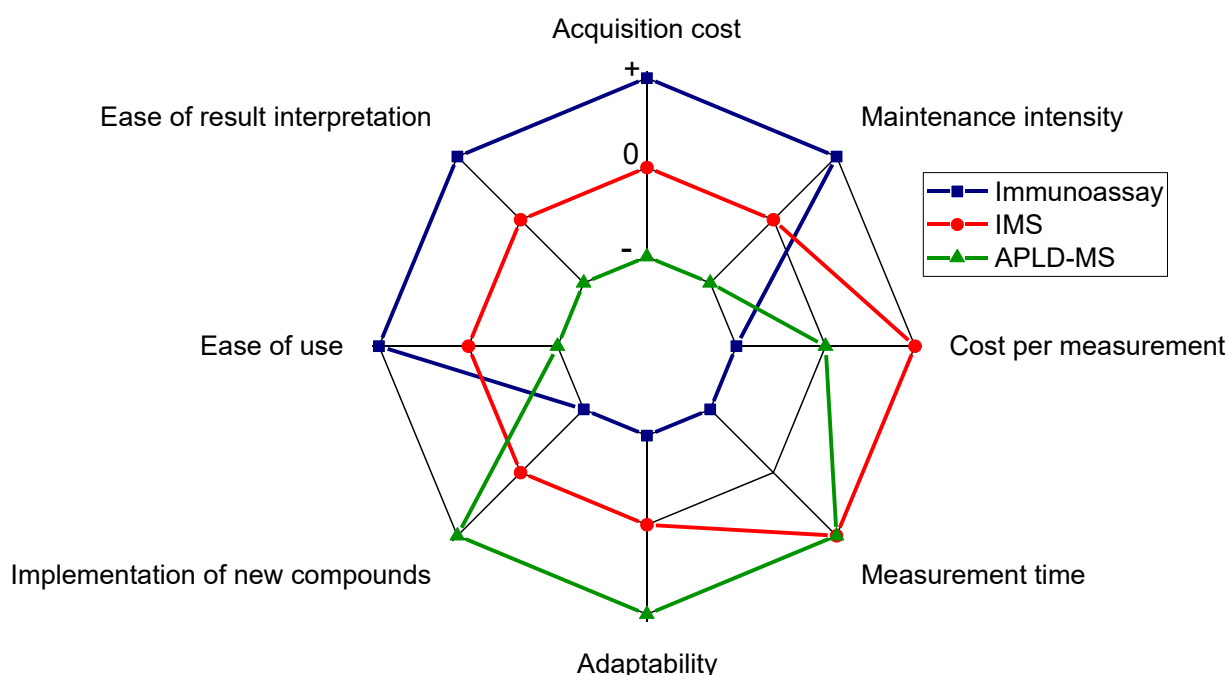 Acquisition cost
+
Ease of result interpretation
Maintenance intensity
0
Immunoassay
IMS
APLD-MS
-
Ease of use
Cost per measurement
Implementation of new compounds
Measurement time
Adaptability